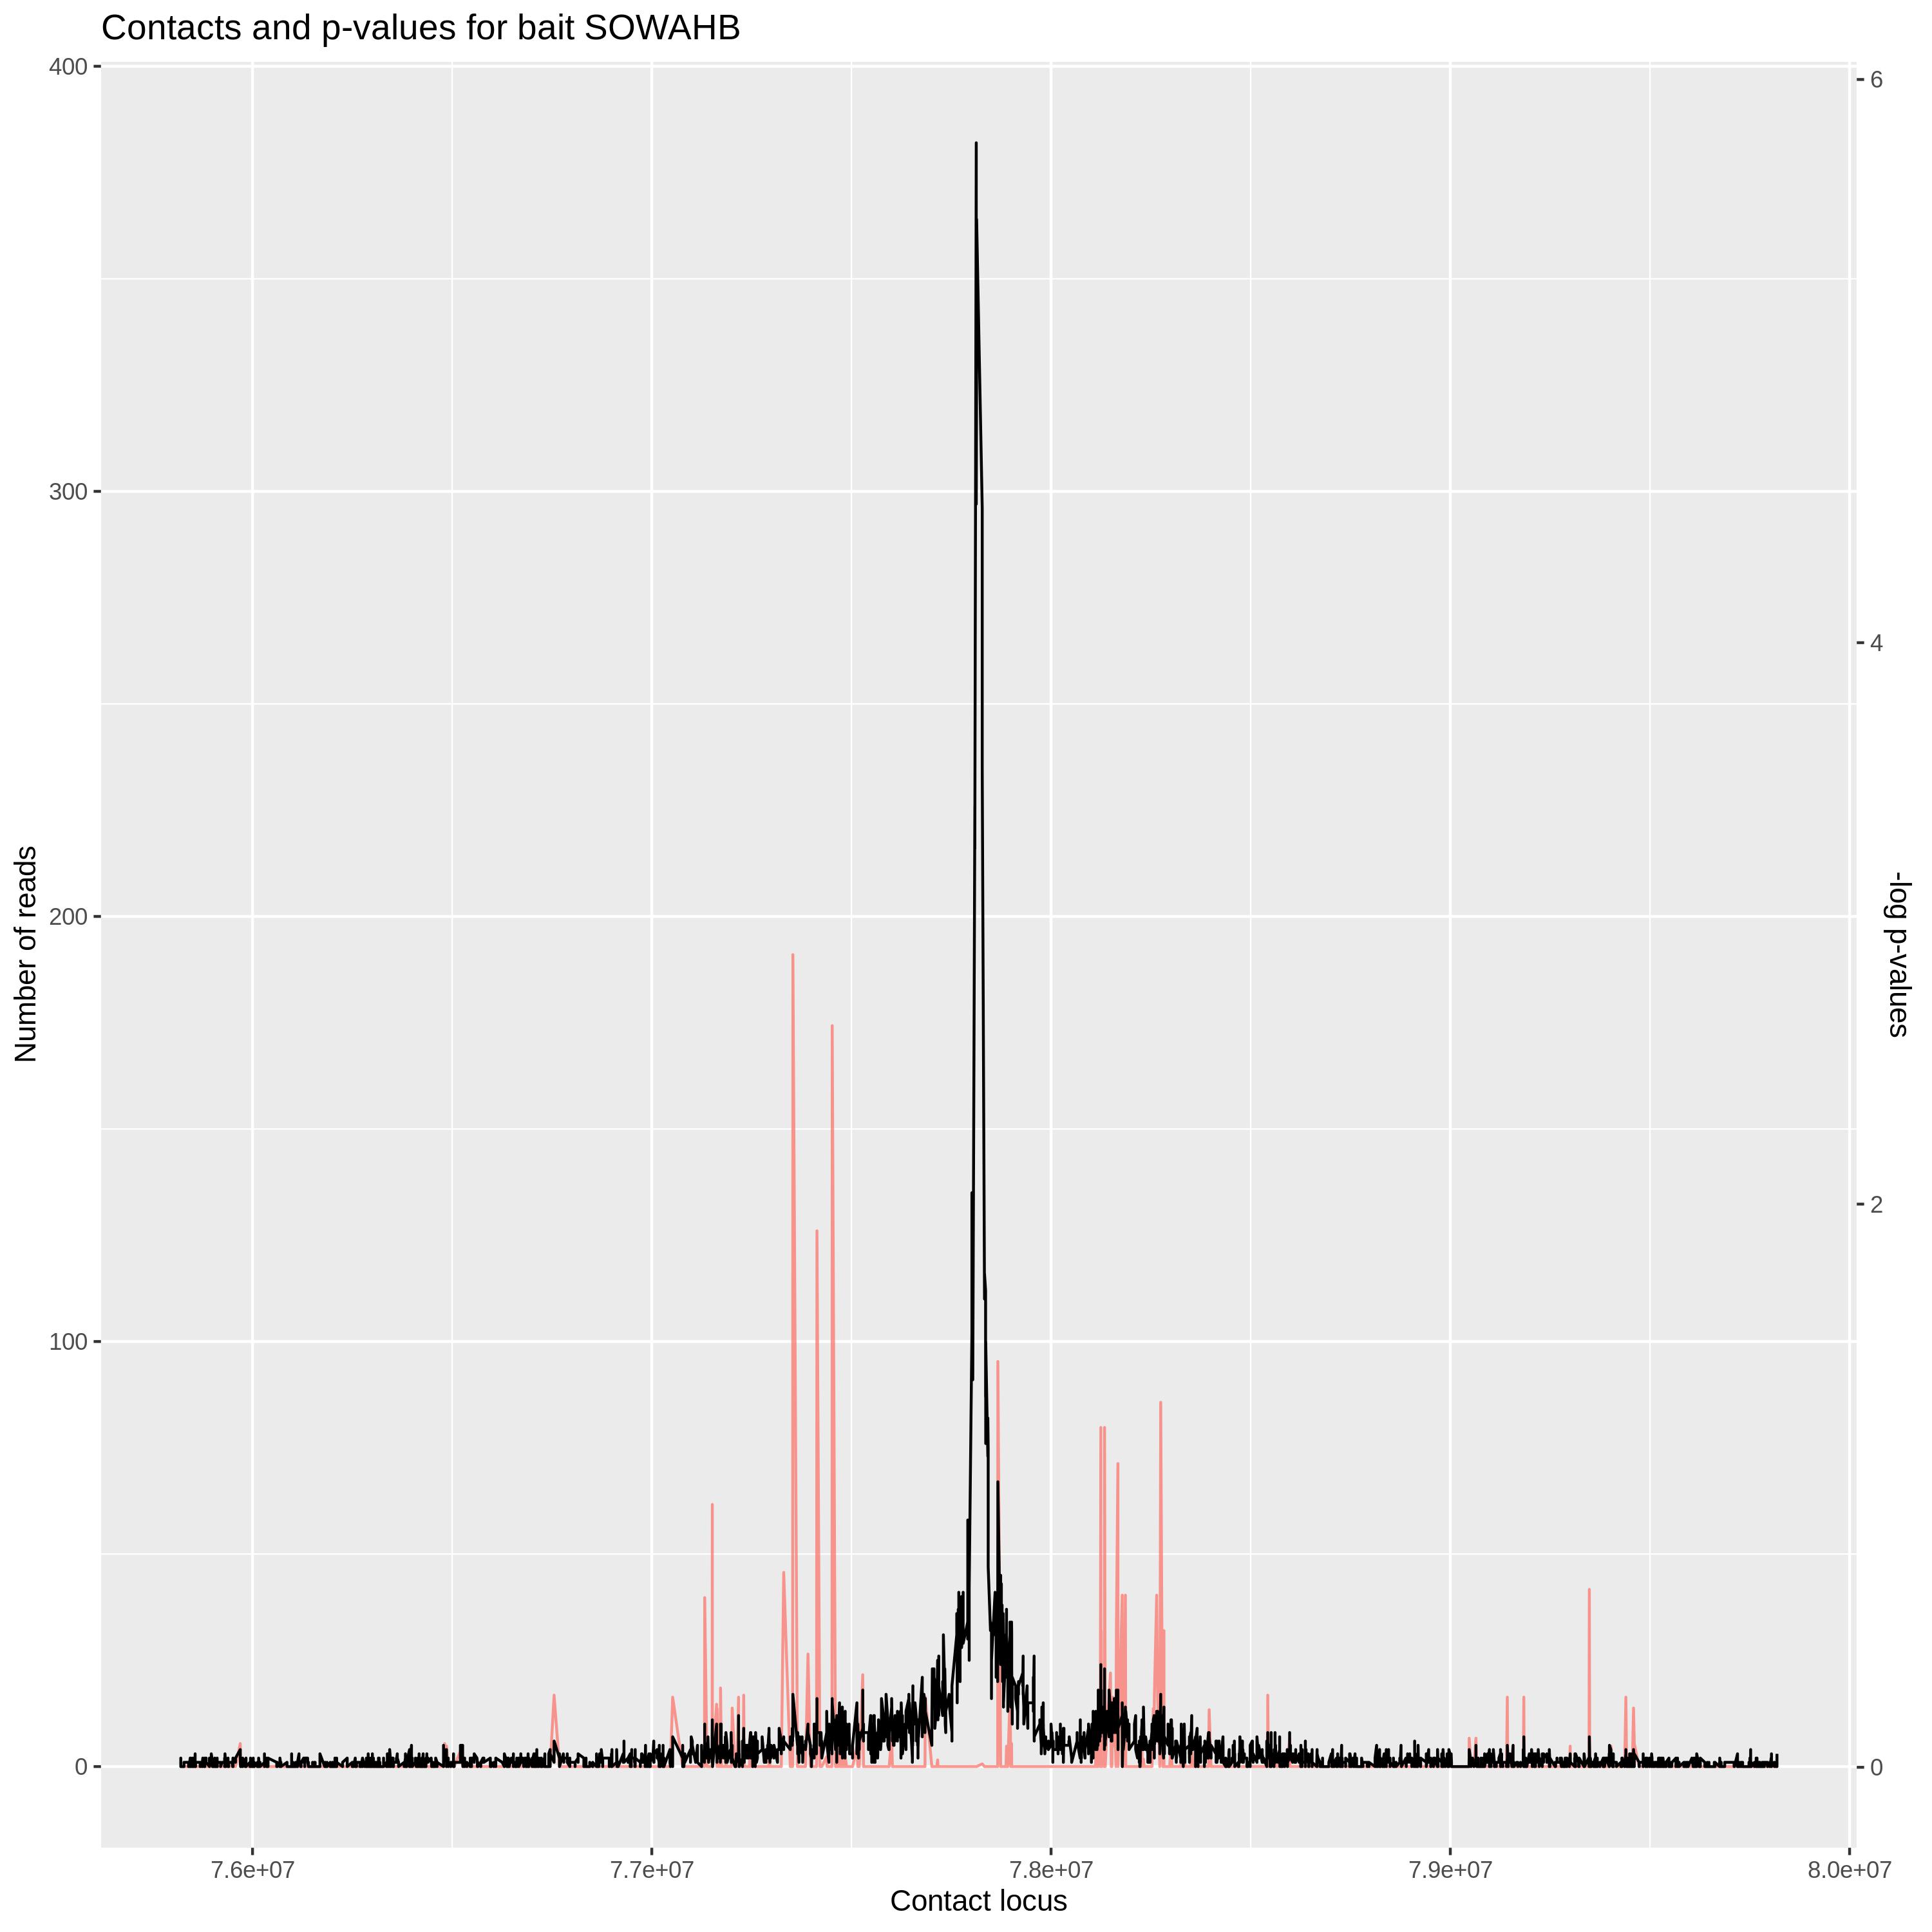 Contacts and p-values for bait SOWAHB
400
300
200
100
0
Number of reads
6
4
2
0
-log p-values
7.6e+07
7.7e+07
7.8e+07
7.9e+07
8.0e+07
Contact locus